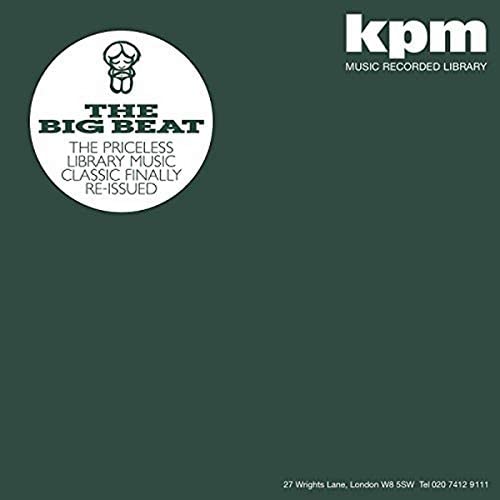 kpm
MUSIC RECORDED LIBRARY
THE
BIG BEAT
THE PRICELESS
LIBRARY MUSIC
CLASSIC FINALLY
RE-ISSUED
27 Wrights Lane, London W8 5SW Tel 020 7412 9111